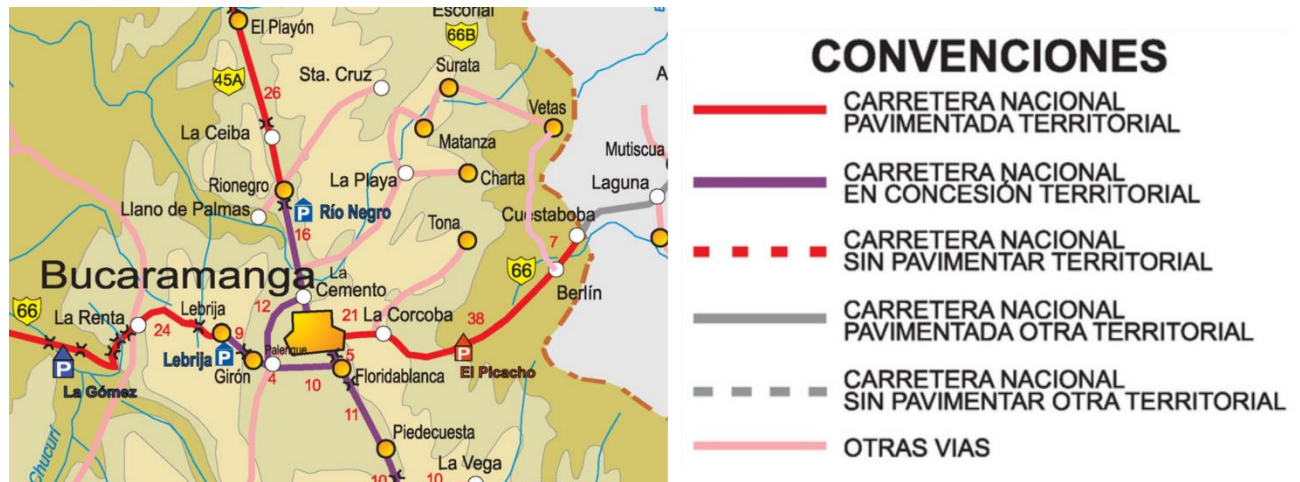 Escorial
El Playón
66B
45A
Sta. Cruz
Surata
26
A
Vetas
La Ceiba
Matanza
Mutiscua
Rionegro
La Playa
Charta
Laguna
Llano de Palmas
Río Negro
Tona
Cuestaboba
16
7
Bucaramanga
La
Cemento
66
Berlín
66
La Renta
Lebrija
12
21
La Corcoba
38
24
9
Palenque
Lebrija
5
Girón
4
10
Floridablanca
El Picacho
P
P
P
P
La Gómez
11
Chucurí
Piedecuesta
La Vega
10
10
CONVENCIONES
CARRETERA NACIONAL
PAVIMENTADA TERRITORIAL
CARRETERA NACIONAL
EN CONCESIÓN TERRITORIAL
CARRETERA NACIONAL
SIN PAVIMENTAR TERRITORIAL
CARRETERA NACIONAL
PAVIMENTADA OTRA TERRITORIAL
CARRETERA NACIONAL
SIN PAVIMENTAR OTRA TERRITORIAL
OTRAS VIAS